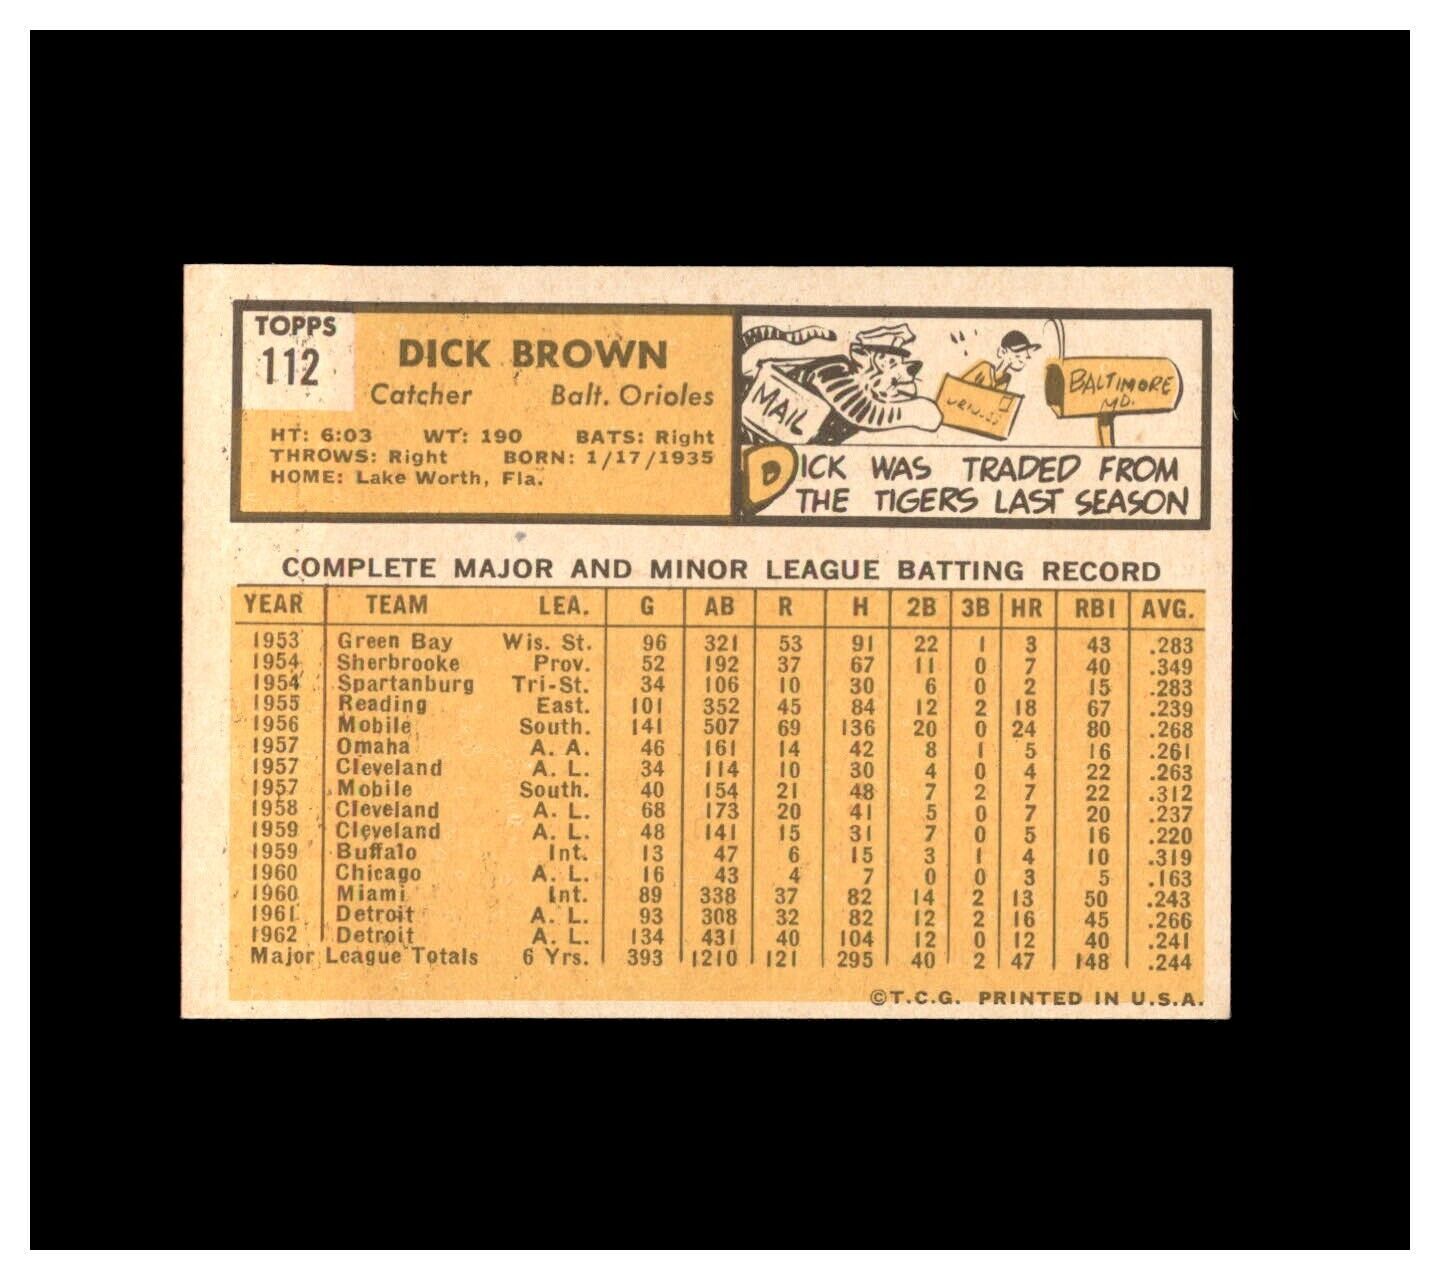 TOPPS
112
DICK BROWN
Catcher Balt. Orioles
HT: 6:03 WT: 190 BATS: Right
THROWS: Right BORN: 1/17/1935
HOME: Lake Worth, Fla.
MAIL
BALTIMORE
MD.
DICK WAS TRADED FROM
THE TIGERS LAST SEASON
COMPLETE MAJOR AND MINOR LEAGUE BATTING RECORD
YEAR TEAM LEA. G AB R H 2B 3B HR RBI AVG.
1953 Green Bay Wis. St. 96 321 53 91 22 1 3 43 .283
1954 Sherbrooke Prov. 52 192 37 67 11 0 7 40 .349
1954 Spartanburg Tri-St. 34 106 10 30 6 0 2 15 .283
1955 Reading East. 101 352 45 84 12 2 18 67 .239
1956 Mobile South. 141 507 69 136 20 0 24 80 .268
1957 Omaha A. A. 46 161 14 42 8 1 5 16 .261
1957 Cleveland A. L. 34 114 10 30 4 0 4 22 .263
1957 Mobile South. 40 154 21 48 7 2 7 22 .312
1958 Cleveland A. L. 68 173 20 41 5 0 7 20 .237
1959 Cleveland A. L. 48 141 15 31 7 0 5 16 .220
1959 Buffalo Int. 13 47 6 15 3 1 4 10 .319
1960 Chicago A. L. 16 43 4 7 0 0 3 5 .163
1960 Miami Int. 89 338 37 82 14 2 13 50 .243
1961 Detroit A. L. 93 308 32 82 12 2 16 45 .266
1962 Detroit A. L. 134 431 40 104 12 0 12 40 .241
Major League Totals 6 Yrs. 393 1210 121 295 40 2 47 148 .244
©T.C.G. PRINTED IN U.S.A.